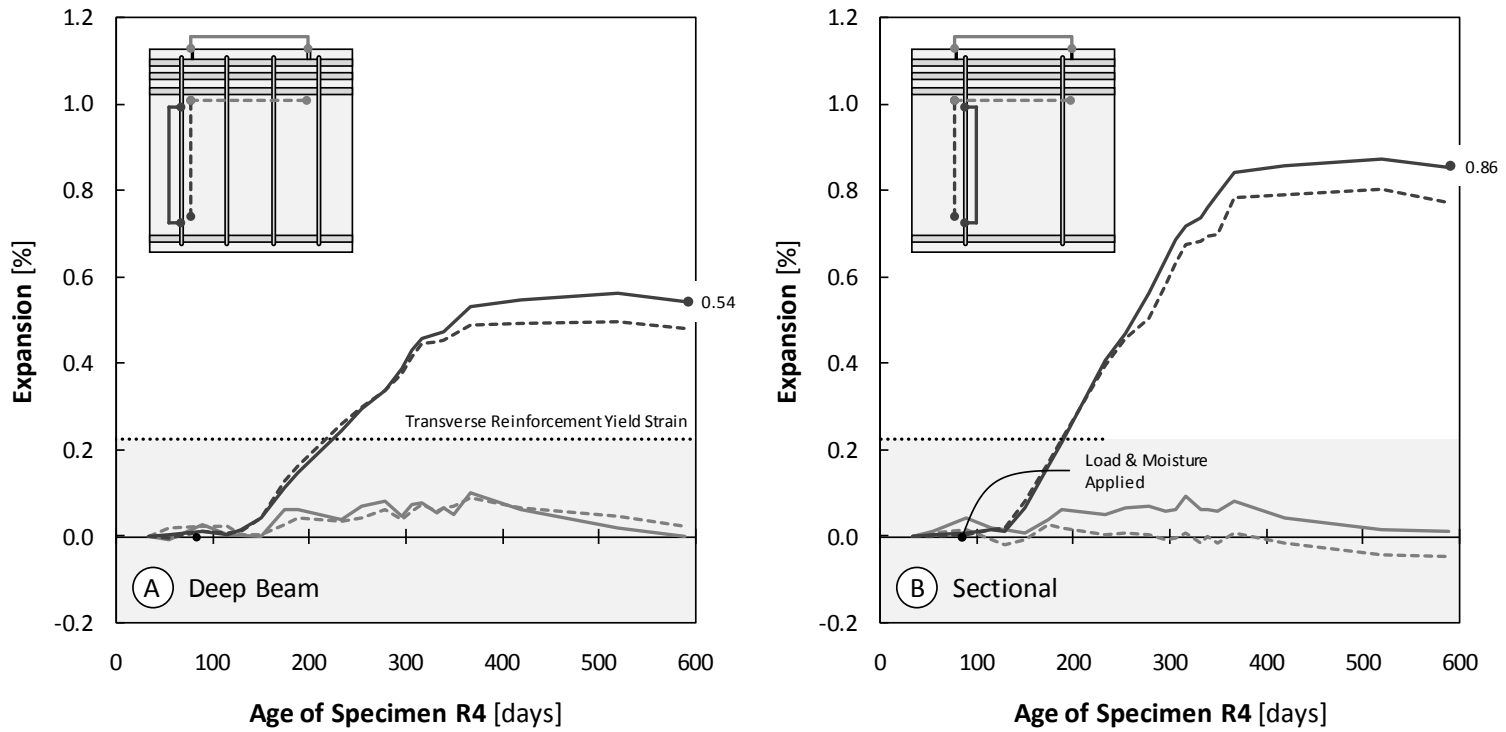 1.2
1.0
0.8
0.6
0.4
0.2
0.0
-0.2
Expansion [%]
0.54
Transverse Reinforcement Yield Strain
A Deep Beam
0 100 200 300 400 500 600
Age of Specimen R4 [days]
1.2
1.0
0.8
0.6
0.4
0.2
0.0
-0.2
Expansion [%]
0.86
Load & Moisture
Applied
B Sectional
0 100 200 300 400 500 600
Age of Specimen R4 [days]